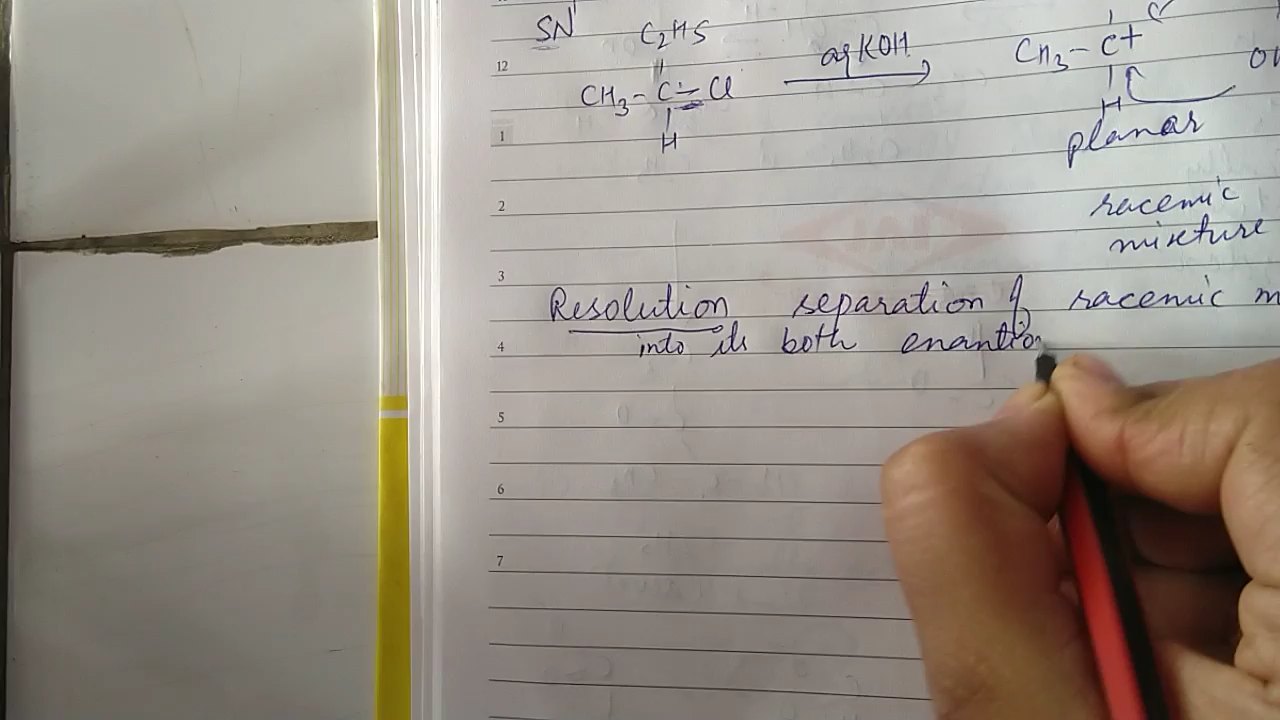 SN1
C2H5
12
CH3 - C - Cl
aq KOH
CH3 - C+
1
H
H
planar
2
racemic
mixture
3
Resolution separation of racemic m
4
into its both enantio
5
6
7